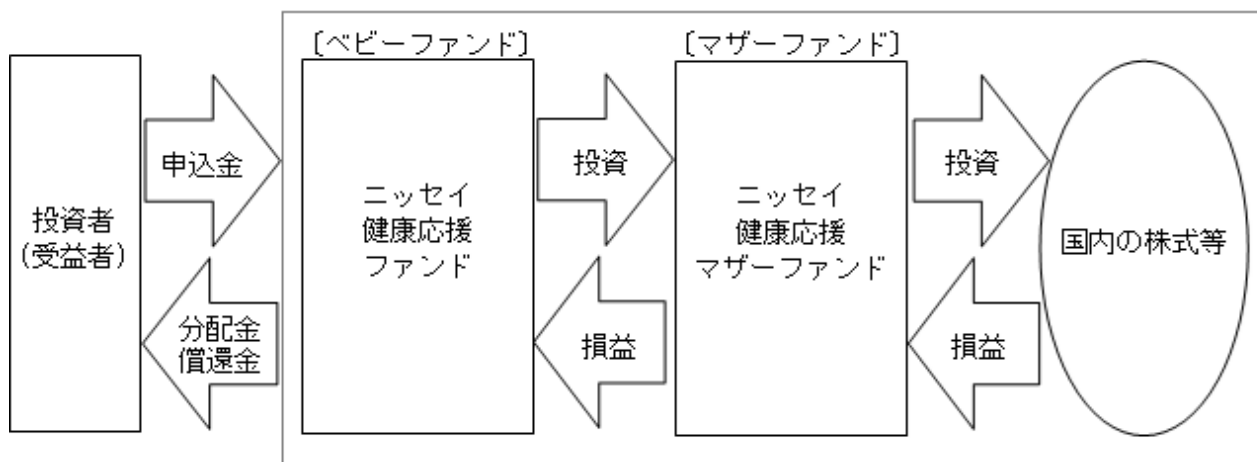 〔ベビーファンド〕
〔マザーファンド〕
投資者
(受益者)
申込金
分配金
償還金
ニッセイ
健康応援
ファンド
投資
損益
ニッセイ
健康応援
マザーファンド
投資
損益
国内の株式等